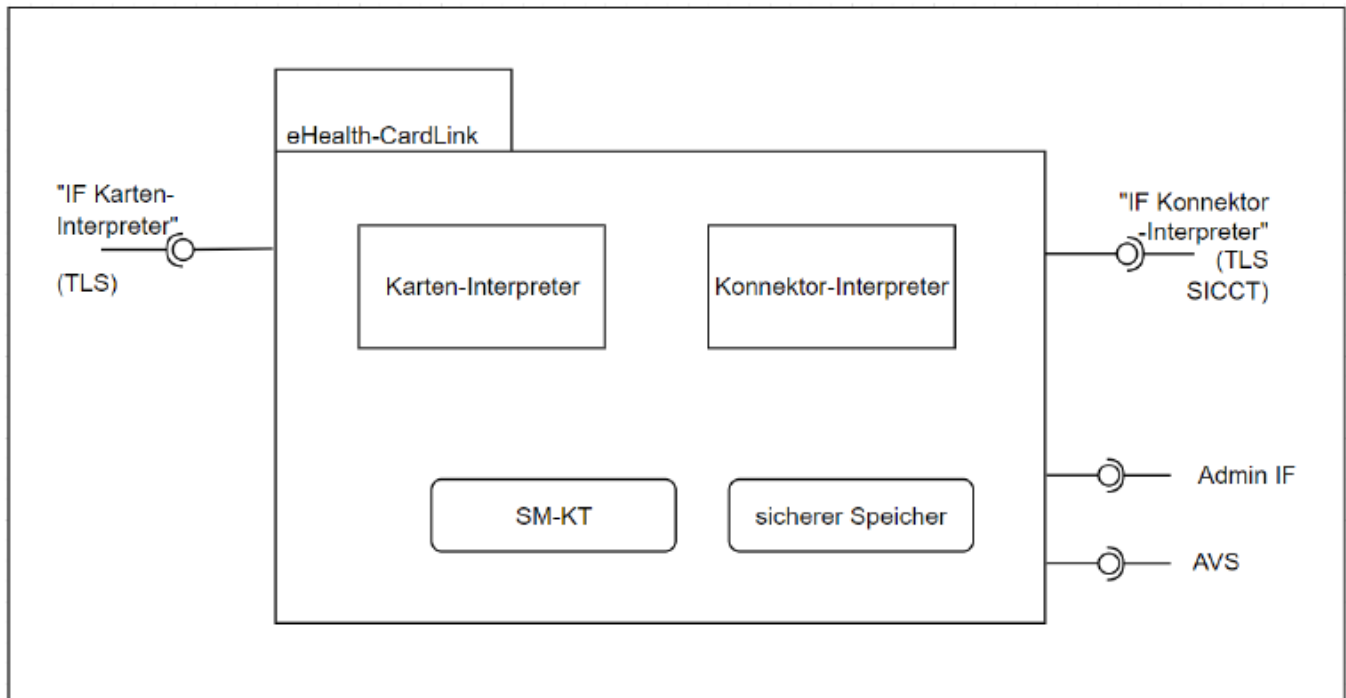 eHealth-CardLink
"IF Karten-
Interpreter"
(TLS)
"IF Konnektor
-Interpreter"
(TLS
SICCT)
Karten-Interpreter
Konnektor-Interpreter
Admin IF
SM-KT
sicherer Speicher
AVS